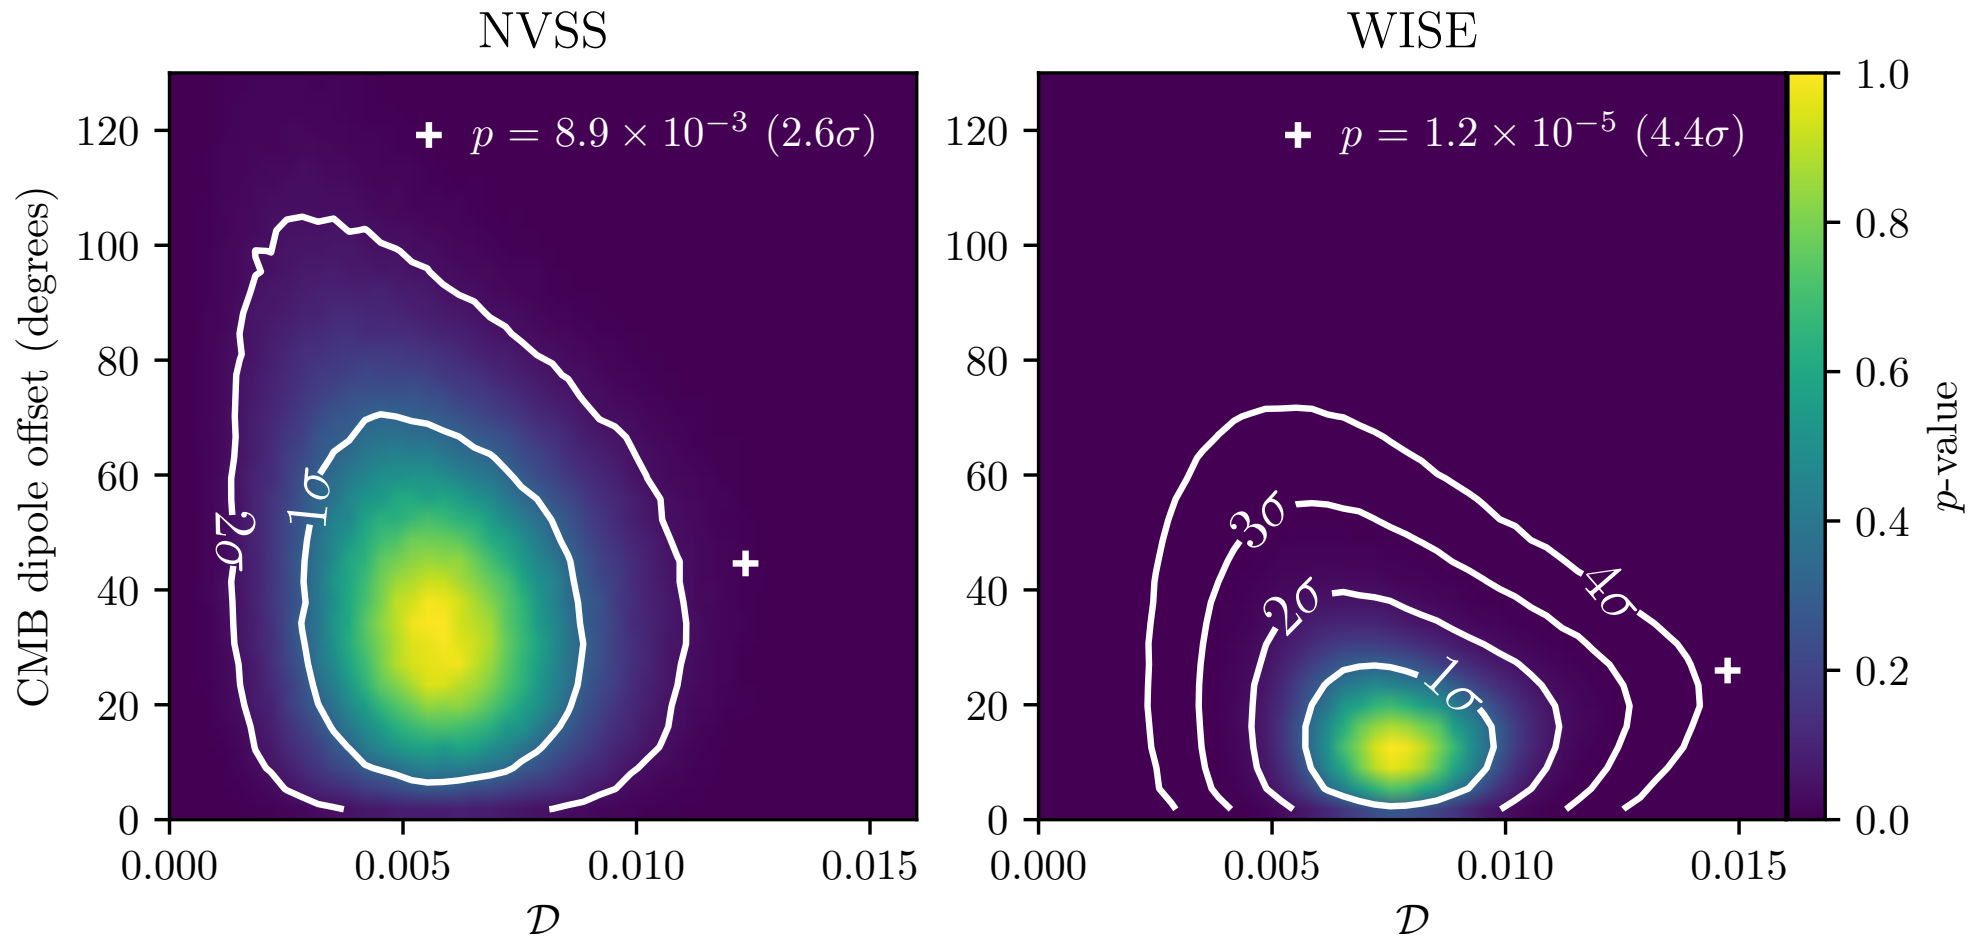 NVSS
WISE
CMB dipole offset (degrees)
120
100
80
60
40
20
0
0.000
0.005
0.010
0.015
𝒟
p = 8.9 × 10⁻³ (2.6σ)
1σ
2σ
120
100
80
60
40
20
0
0.000
0.005
0.010
0.015
𝒟
p = 1.2 × 10⁻⁵ (4.4σ)
1σ
2σ
3σ
4σ
1.0
0.8
0.6
0.4
0.2
0.0
p-value